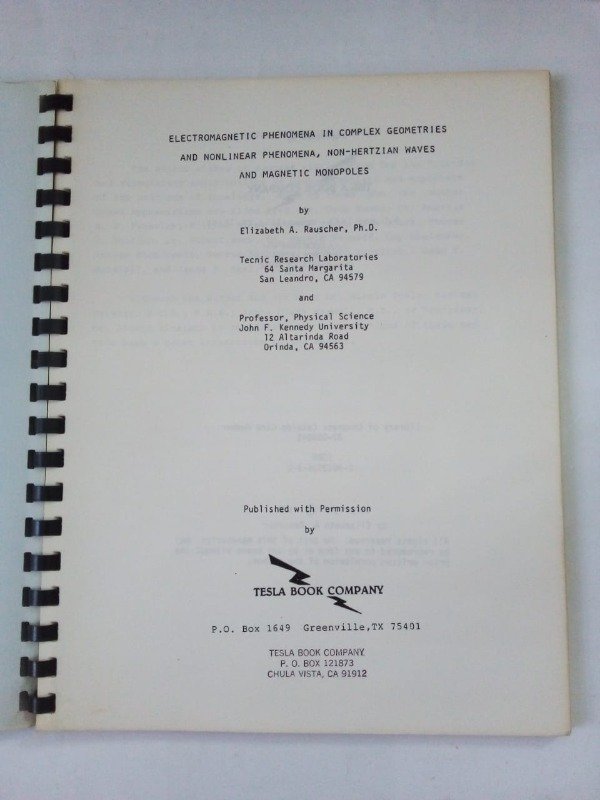 ELECTROMAGNETIC PHENOMENA IN COMPLEX GEOMETRIES
AND NONLINEAR PHENOMENA, NON-HERTZIAN WAVES
AND MAGNETIC MONOPOLES
by
Elizabeth A. Rauscher, Ph.D.
Tecnic Research Laboratories
64 Santa Margarita
San Leandro, CA 94579
and
Professor, Physical Science
John F. Kennedy University
12 Altarinda Road
Orinda, CA 94563
Published with Permission
by
TESLA BOOK COMPANY
P.O. Box 1649 Greenville,TX 75401
TESLA BOOK COMPANY
P. O. BOX 121873
CHULA VISTA, CA 91912